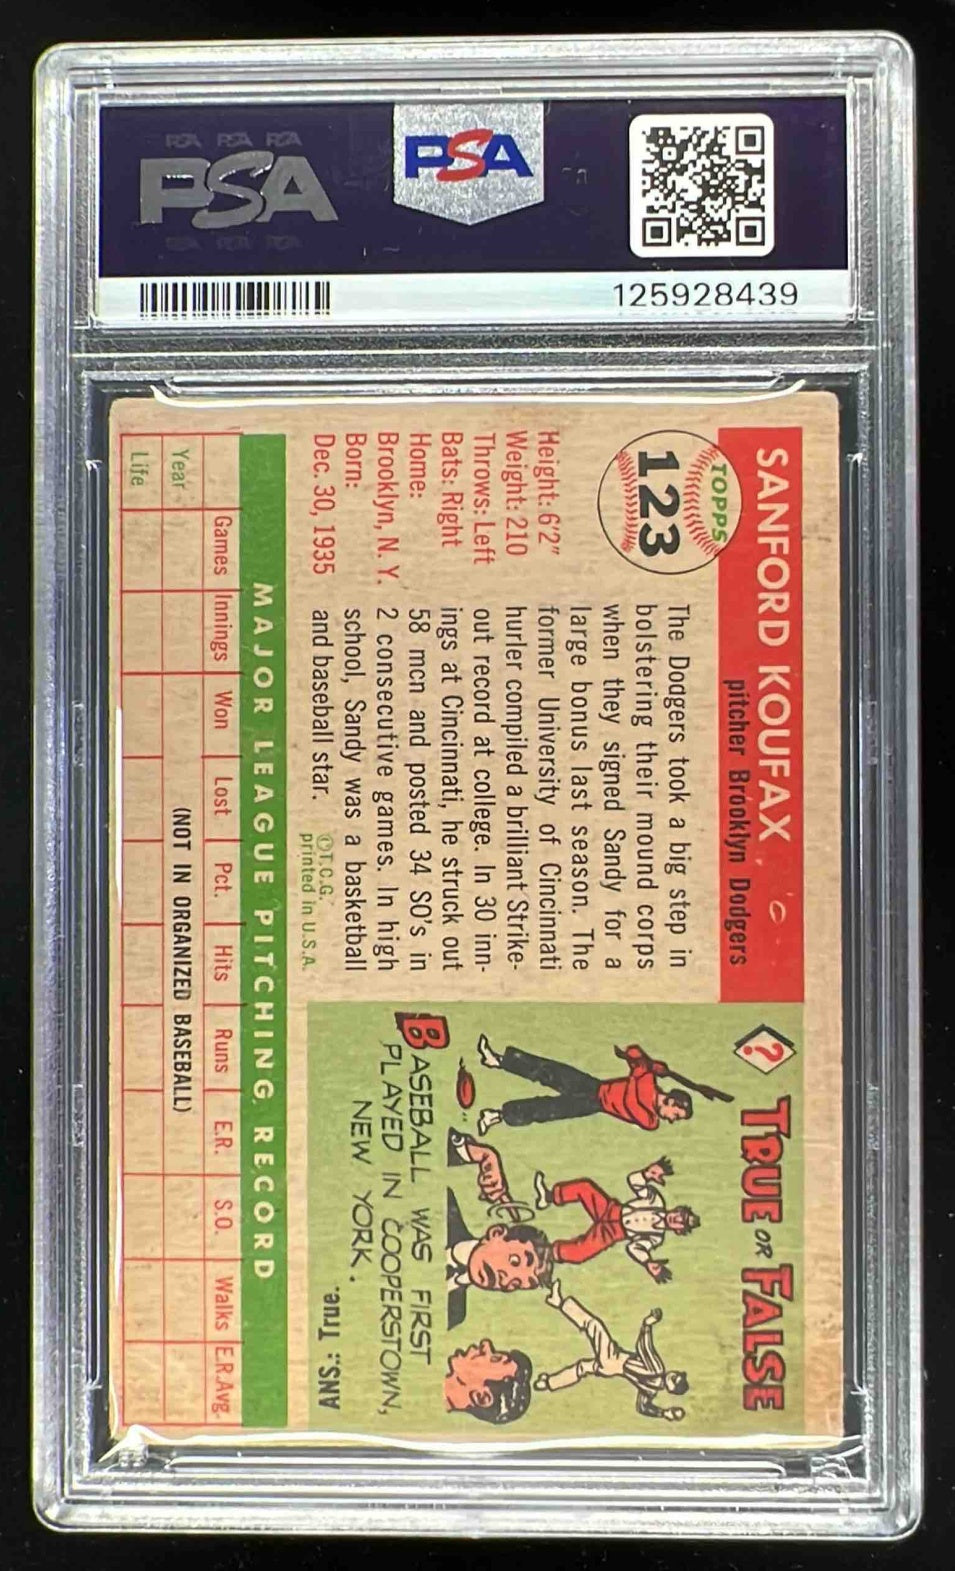 PSA PSA PSA
PSA
PSA PSA PSA
PSA
125928439
SANFORD KOUFAX
pitcher Brooklyn Dodgers
TOPPS
123
Height: 6'2"
Weight: 210
Throws: Left
Bats: Right
Home:
Brooklyn, N. Y.
Born:
Dec. 30, 1935
The Dodgers took a big step in
bolstering their mound corps
when they signed Sandy for a
large bonus last season. The
former University of Cincinnati
hurler compiled a brilliant Strike-
out record at college. In 30 inn-
ings at Cincinnati, he struck out
58 men and posted 34 SO's in
2 consecutive games. In high
school, Sandy was a basketball
and baseball star.
©T.C.G.
printed in U.S.A.
? TRUE OR FALSE
BASEBALL WAS FIRST
PLAYED IN COOPERSTOWN,
NEW YORK.
ANS.: True.
MAJOR LEAGUE PITCHING RECORD
Games Innings Won Lost Pct. Hits Runs E.R. S.O. Walks E.R.Avg.
Year (NOT IN ORGANIZED BASEBALL)
Life